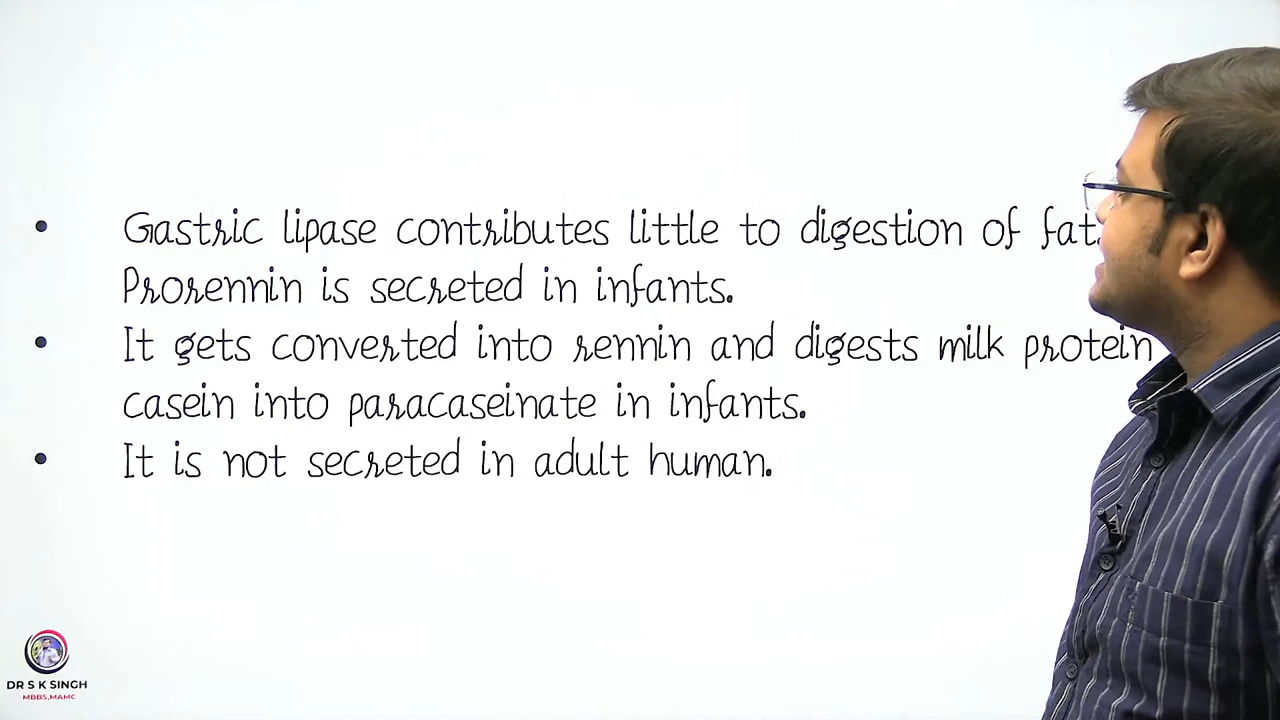 • Gastric lipase contributes little to digestion of fat
Prorennin is secreted in infants.
• It gets converted into rennin and digests milk protein
casein into paracaseinate in infants.
• It is not secreted in adult human.
DR S K SINGH
MBBS,MAMC